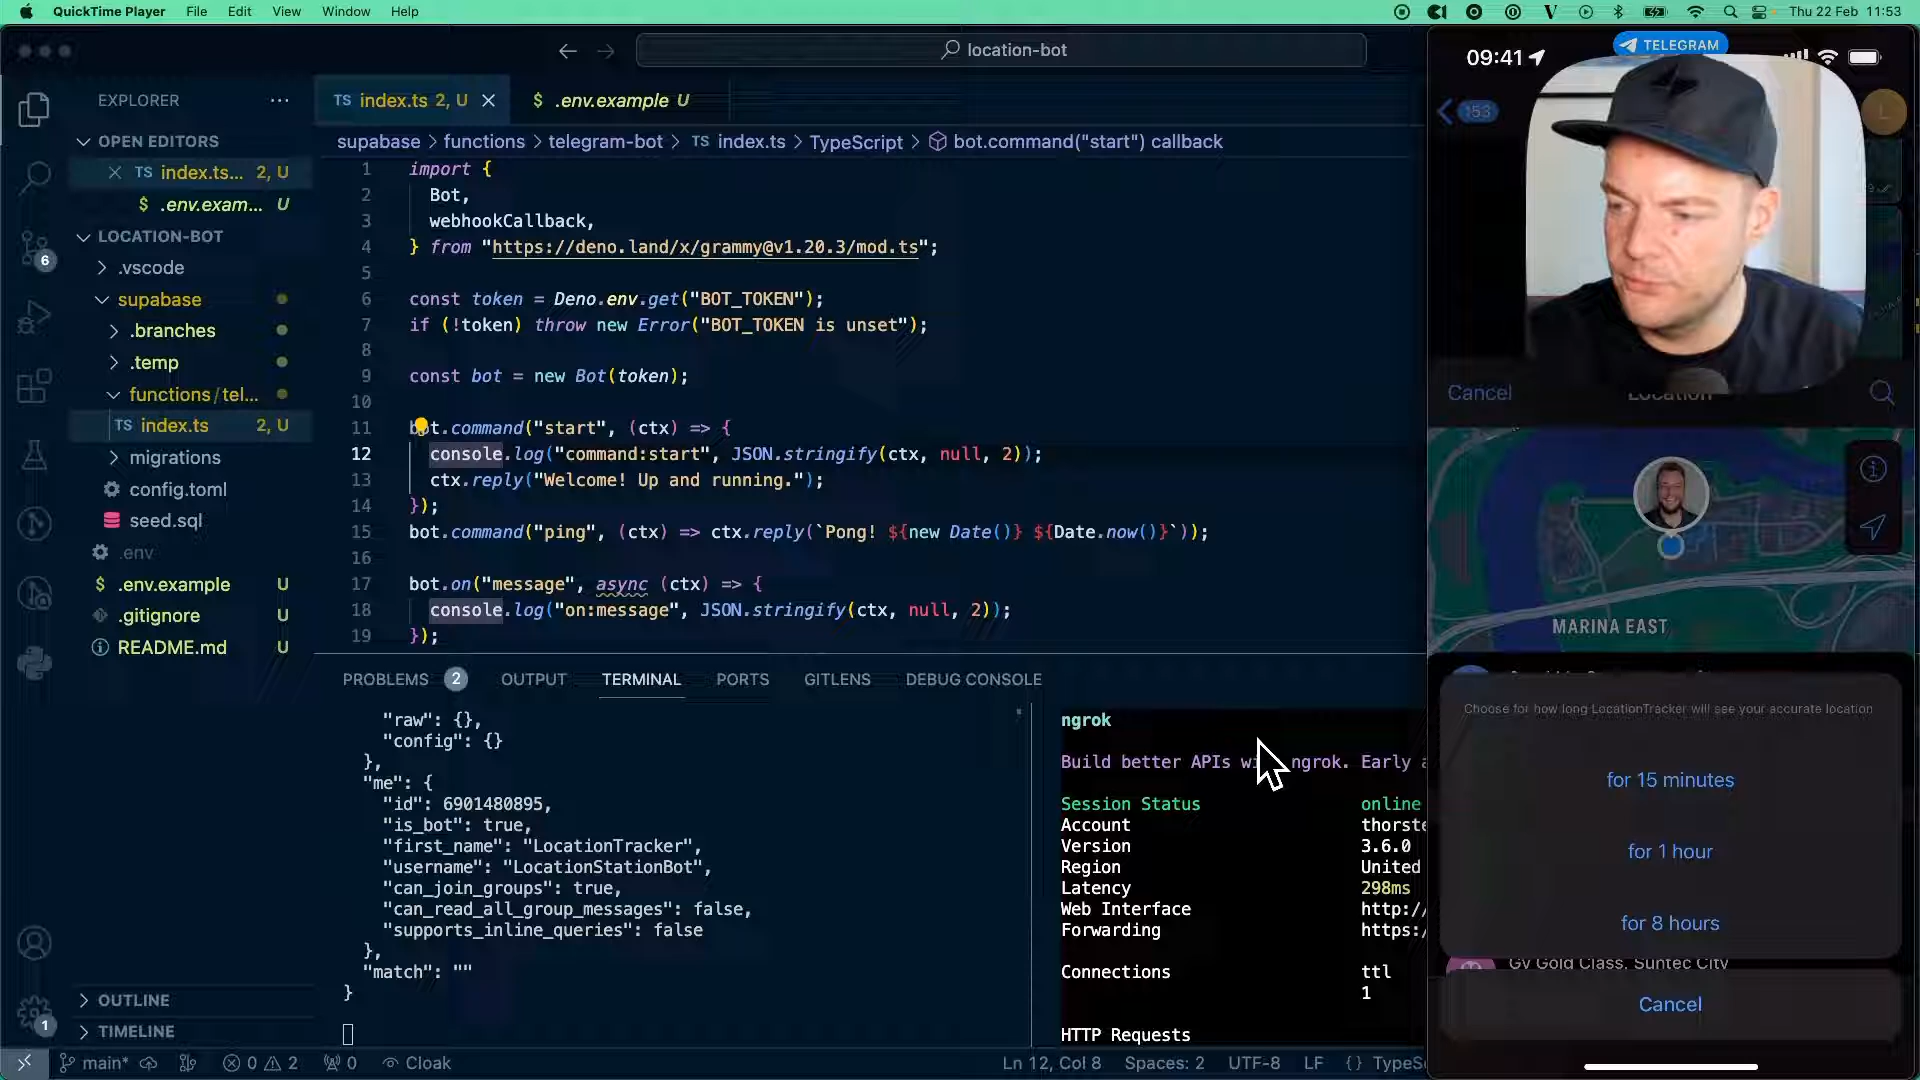 QuickTime Player File Edit View Window Help
Thu 22 Feb 11:53
location-bot
EXPLORER
OPEN EDITORS
TS index.ts... 2, U
$ .env.exam... U
LOCATION-BOT
.vscode
supabase
.branches
.temp
functions/tel...
TS index.ts 2, U
migrations
config.toml
seed.sql
.env
$ .env.example U
.gitignore U
README.md U
OUTLINE
TIMELINE
6
1
TS index.ts 2, U
$ .env.example U
supabase > functions > telegram-bot > TS index.ts > TypeScript > bot.command("start") callback
1 import {
2 Bot,
3 webhookCallback,
4 } from "https://deno.land/x/grammy@v1.20.3/mod.ts";
5
6 const token = Deno.env.get("BOT_TOKEN");
7 if (!token) throw new Error("BOT_TOKEN is unset");
8
9 const bot = new Bot(token);
10
11 bot.command("start", (ctx) => {
12 console.log("command:start", JSON.stringify(ctx, null, 2));
13 ctx.reply("Welcome! Up and running.");
14 });
15 bot.command("ping", (ctx) => ctx.reply(`Pong! ${new Date()} ${Date.now()}`));
16
17 bot.on("message", async (ctx) => {
18 console.log("on:message", JSON.stringify(ctx, null, 2));
19 });
PROBLEMS 2 OUTPUT TERMINAL PORTS GITLENS DEBUG CONSOLE
"raw": {},
"config": {}
},
"me": {
"id": 6901480895,
"is_bot": true,
"first_name": "LocationTracker",
"username": "LocationStationBot",
"can_join_groups": true,
"can_read_all_group_messages": false,
"supports_inline_queries": false
},
"match": ""
}
ngrok
Build better APIs ngrok. Early
Session Status online
Account
Version 3.6.0
Region United
Latency 298ms
Web Interface http:/
Forwarding https:
Connections ttl
1
HTTP Requests
main* 0 2 0 Cloak
Ln 12, Col 8 Spaces: 2 UTF-8 LF {}
09:41
TELEGRAM
153
L
Cancel
Location
MARINA EAST
Choose for how long LocationTracker will see your accurate location
for 15 minutes
for 1 hour
for 8 hours
Gv Gold Class, Suntec City
Cancel